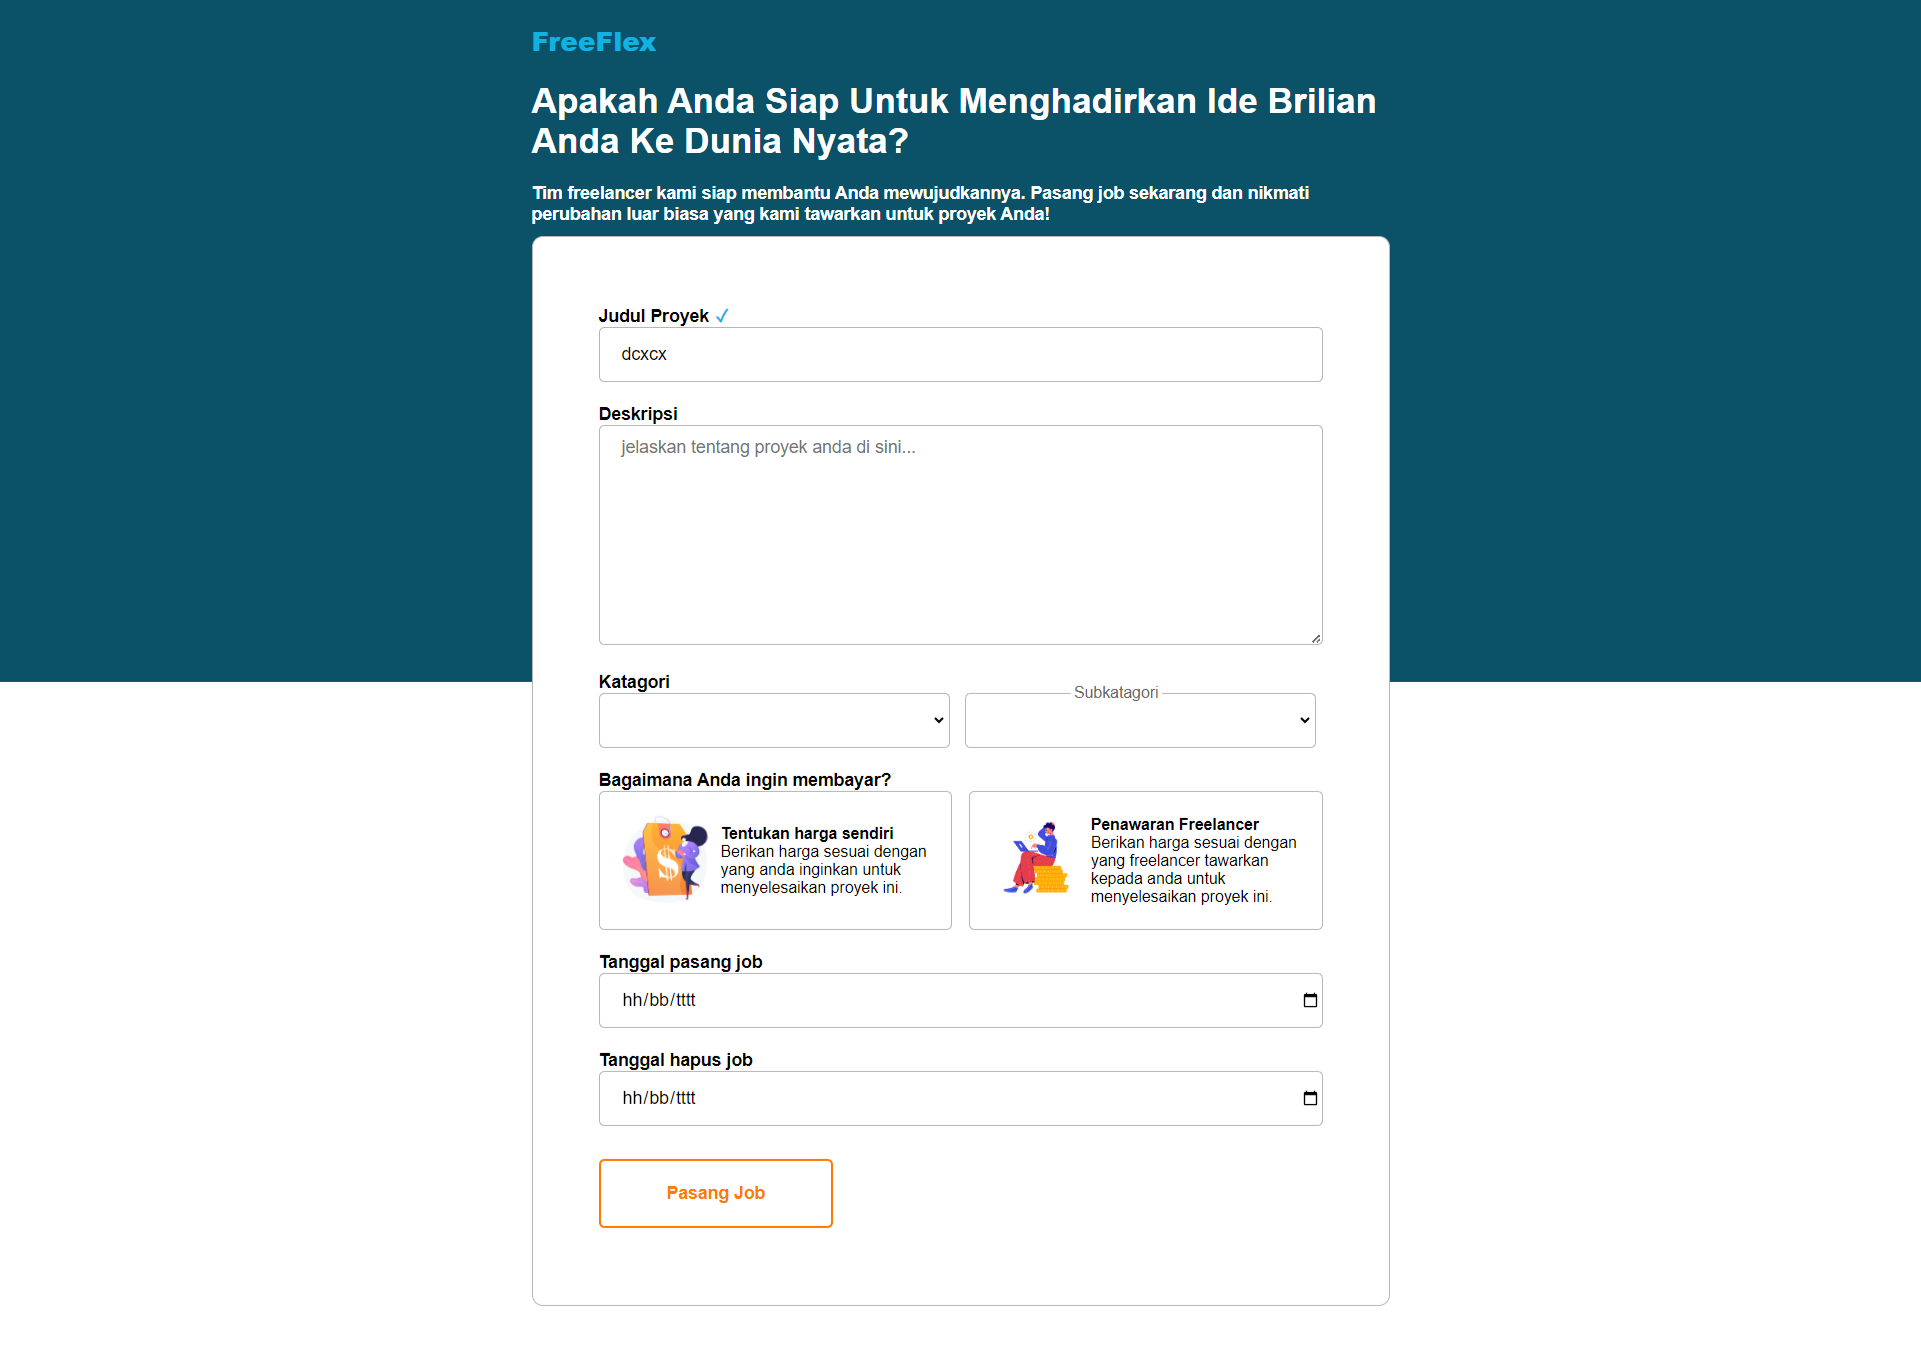 FreeFlex
Apakah Anda Siap Untuk Menghadirkan Ide Brilian
Anda Ke Dunia Nyata?
Tim freelancer kami siap membantu Anda mewujudkannya. Pasang job sekarang dan nikmati
perubahan luar biasa yang kami tawarkan untuk proyek Anda!
Judul Proyek ✓
dcxcx
Deskripsi
jelaskan tentang proyek anda di sini...
Katagori
Subkatagori
Bagaimana Anda ingin membayar?
$
Tentukan harga sendiri
Berikan harga sesuai dengan
yang anda inginkan untuk
menyelesaikan proyek ini.
Penawaran Freelancer
Berikan harga sesuai dengan
yang freelancer tawarkan
kepada anda untuk
menyelesaikan proyek ini.
Tanggal pasang job
hh/bb/tttt
Tanggal hapus job
hh/bb/tttt
Pasang Job